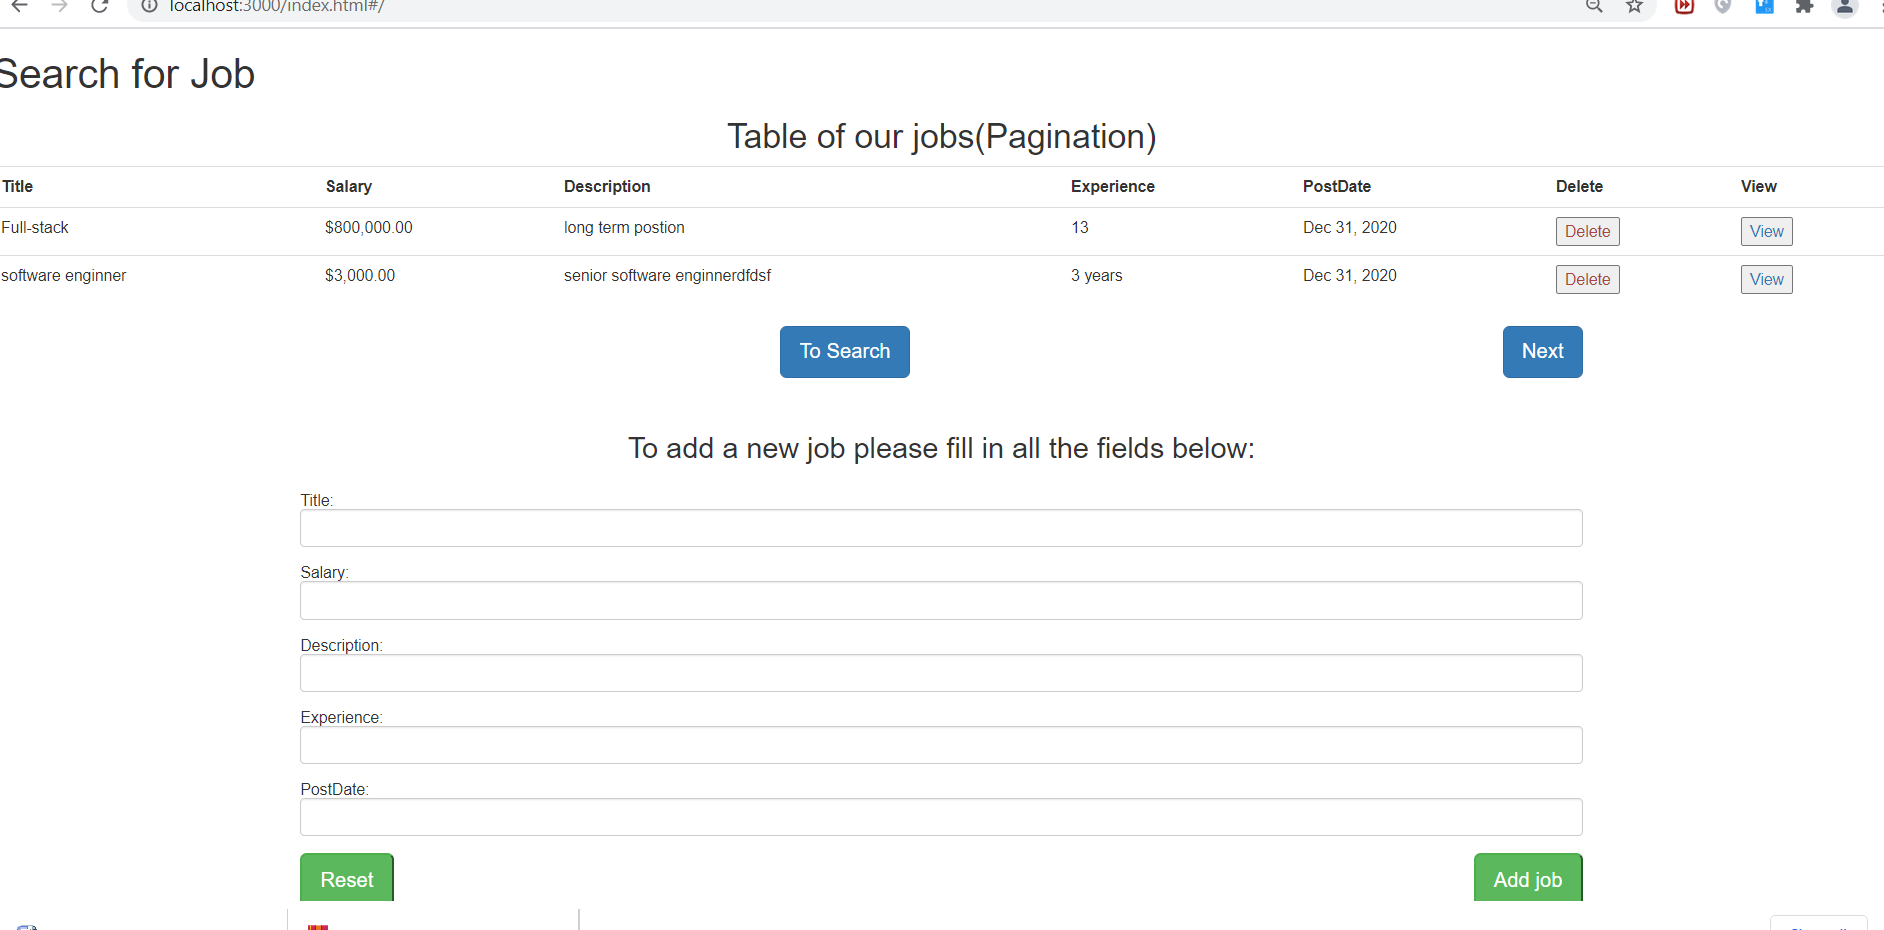 localhost:3000/index.html#/
Search for Job
Table of our jobs(Pagination)
Title Salary Description Experience PostDate Delete View
Full-stack $800,000.00 long term postion 13 Dec 31, 2020 Delete View
software enginner $3,000.00 senior software enginnerdfdsf 3 years Dec 31, 2020 Delete View
To Search Next
To add a new job please fill in all the fields below:
Title:
Salary:
Description:
Experience:
PostDate:
Reset Add job